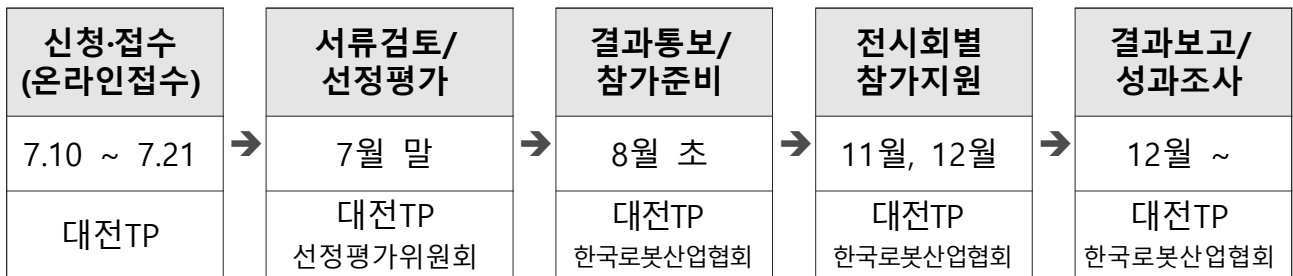 신청·접수
(온라인접수)
7.10 ~ 7.21
대전TP
➔
서류검토/
선정평가
7월 말
대전TP
선정평가위원회
➔
결과통보/
참가준비
8월 초
대전TP
한국로봇산업협회
➔
전시회별
참가지원
11월, 12월
대전TP
한국로봇산업협회
➔
결과보고/
성과조사
12월 ~
대전TP
한국로봇산업협회